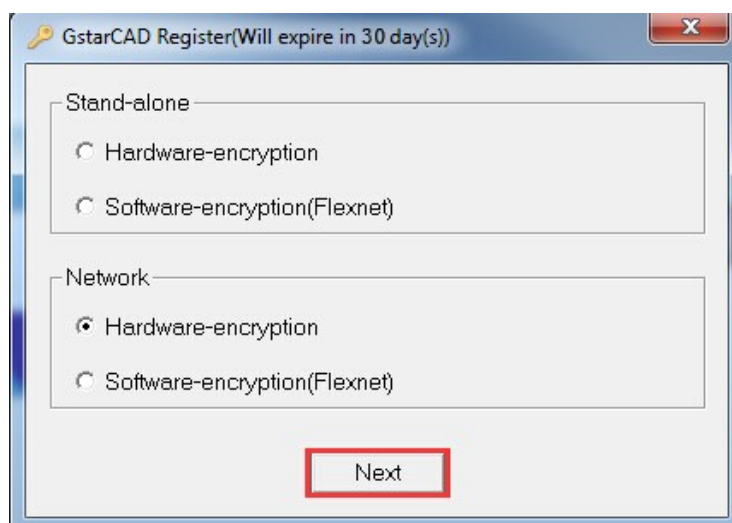 GstarCAD Register(Will expire in 30 day(s))
Stand-alone
Hardware-encryption
Software-encryption(Flexnet)
Network
Hardware-encryption
Software-encryption(Flexnet)
Next